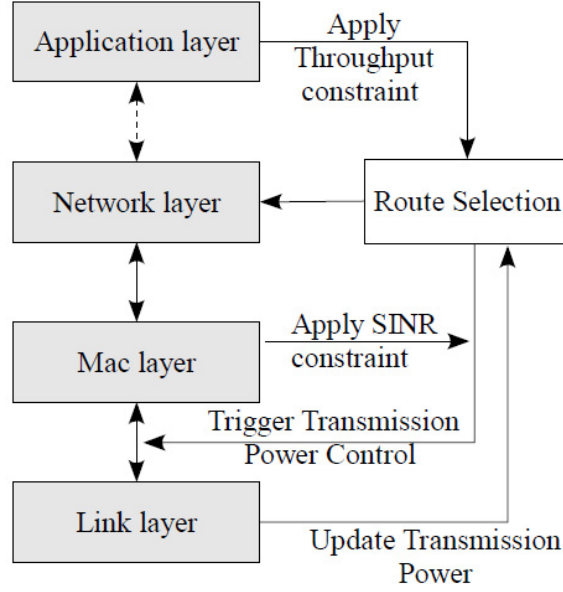 Application layer
Apply
Throughput
constraint
Network layer
Route Selection
Mac layer
Apply SINR
constraint
Trigger Transmission
Power Control
Link layer
Update Transmission
Power